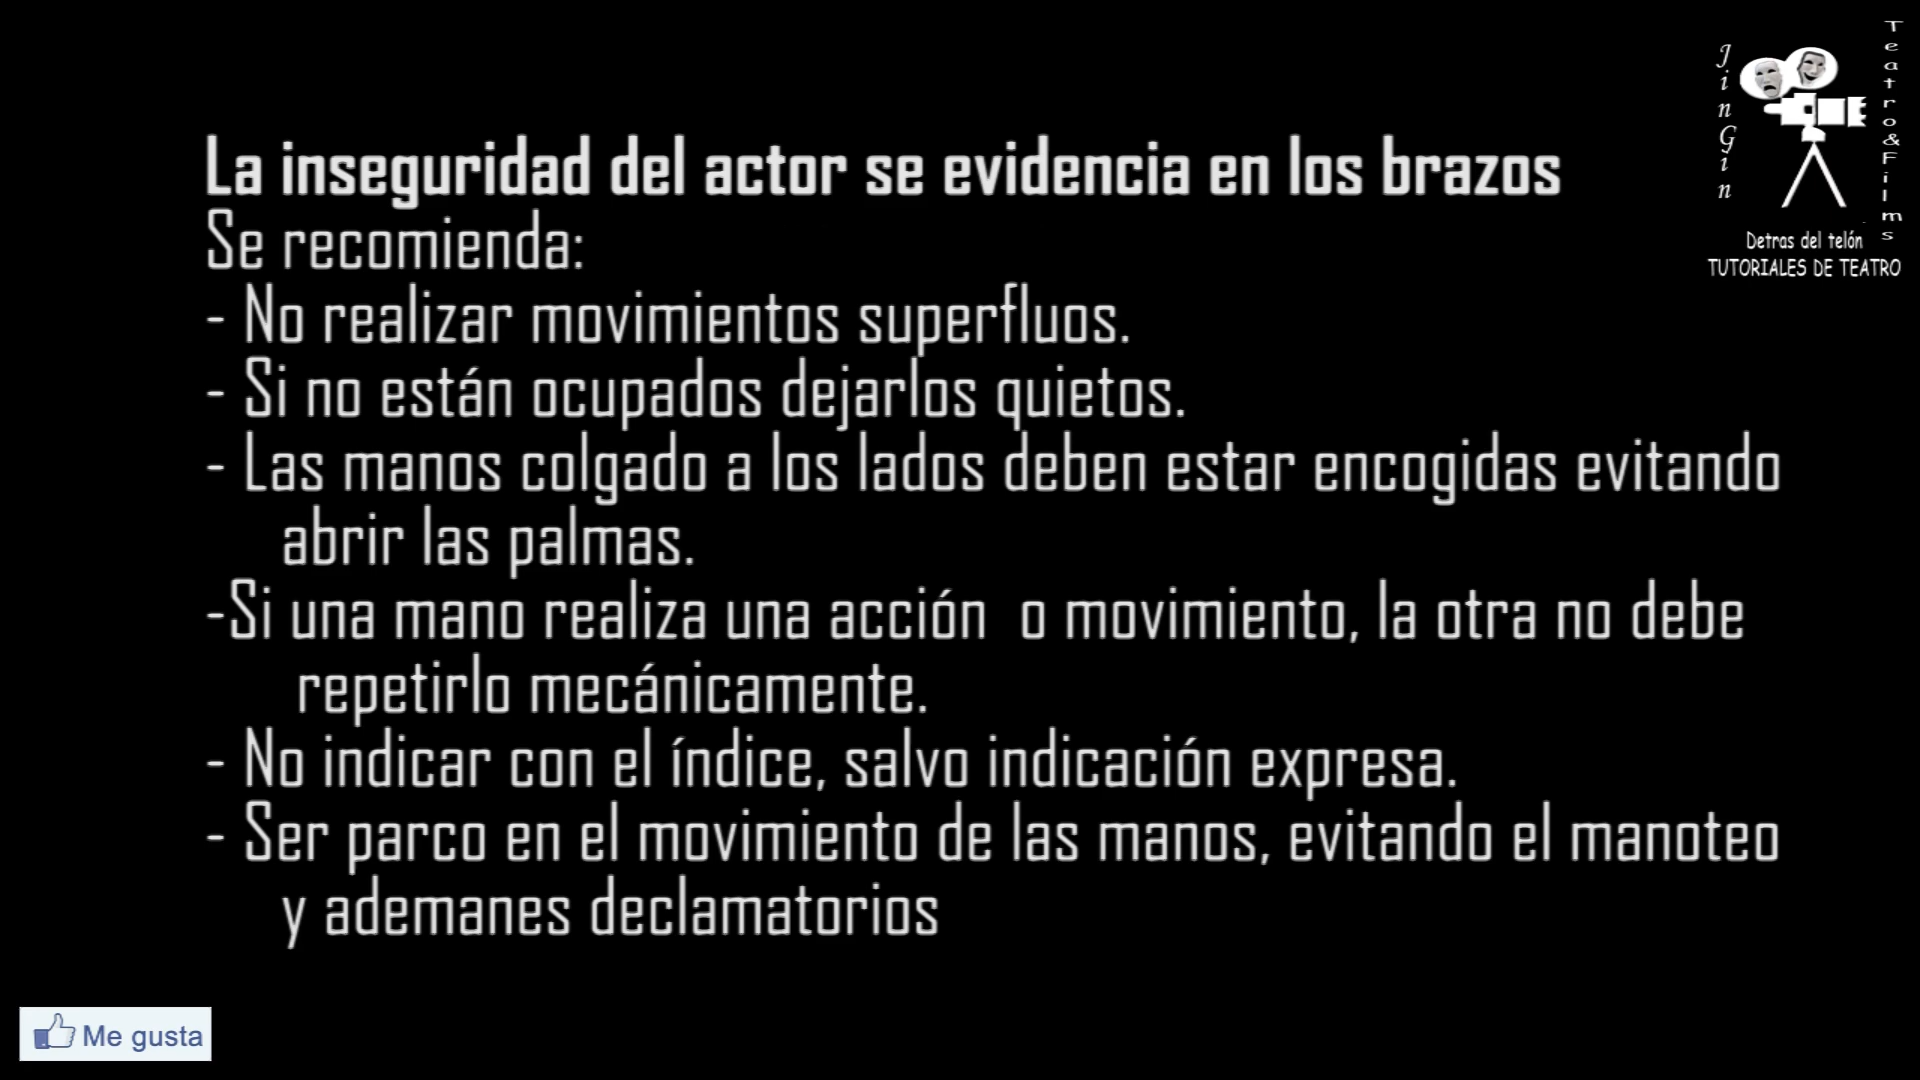 La inseguridad del actor se evidencia en los brazos
Se recomienda:
- No realizar movimientos superfluos.
- Si no están ocupados dejarlos quietos.
- Las manos colgado a los lados deben estar encogidas evitando
abrir las palmas.
-Si una mano realiza una acción o movimiento, la otra no debe
repetirlo mecánicamente.
- No indicar con el índice, salvo indicación expresa.
- Ser parco en el movimiento de las manos, evitando el manoteo
y ademanes declamatorios
JinGin
Teatro&Films
Detras del telón
TUTORIALES DE TEATRO
Me gusta